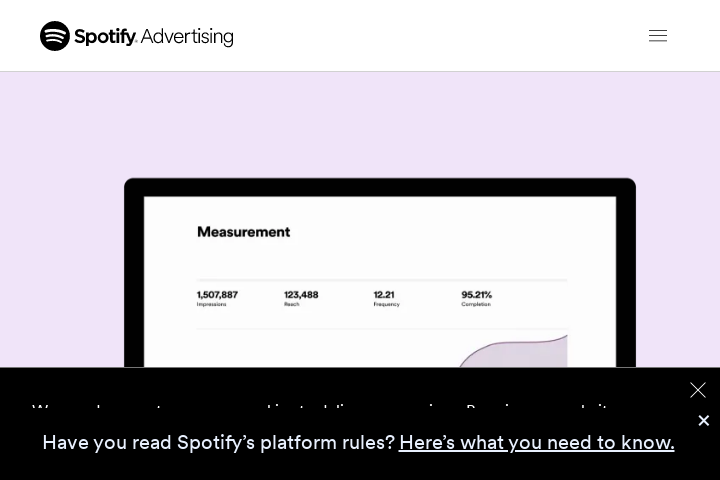 Spotify Advertising
Measurement
1,507,887 123,488 12.21 95.21%
Impressions Reach Frequency Completion
Have you read Spotify’s platform rules? Here’s what you need to know.